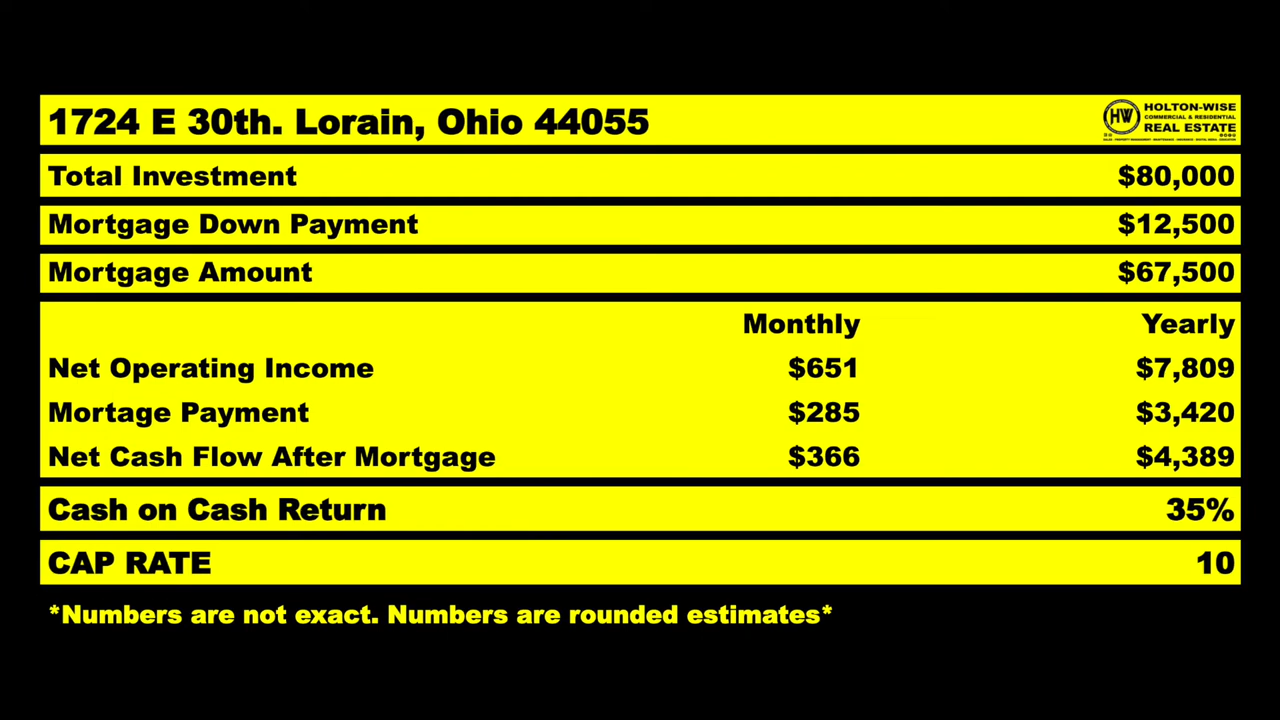 1724 E 30th. Lorain, Ohio 44055
HW
HOLTON-WISE
COMMERCIAL & RESIDENTIAL
REAL ESTATE
Total Investment $80,000
Mortgage Down Payment $12,500
Mortgage Amount $67,500
Monthly Yearly
Net Operating Income $651 $7,809
Mortage Payment $285 $3,420
Net Cash Flow After Mortgage $366 $4,389
Cash on Cash Return 35%
CAP RATE 10
*Numbers are not exact. Numbers are rounded estimates*